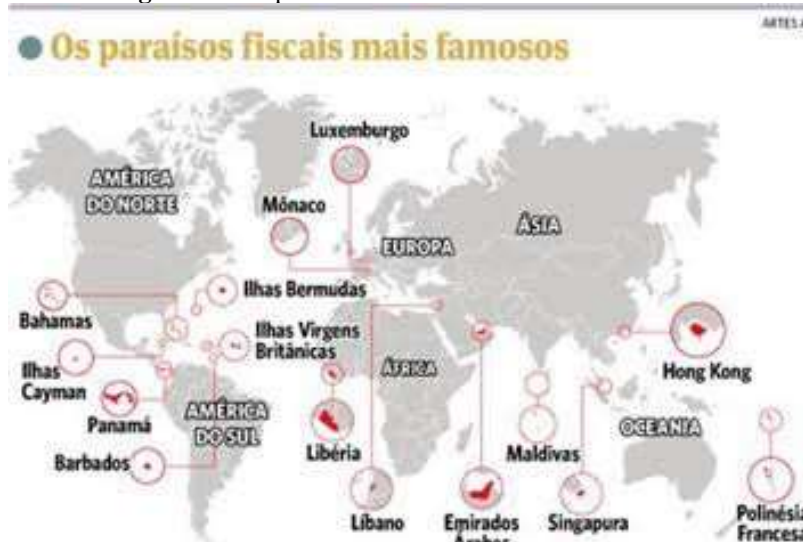 ARTES
Os paraísos fiscais mais famosos
Luxemburgo
AMÉRICA
DO NORTE
Mônaco
ÁSIA
EUROPA
Ilhas Bermudas
Bahamas
Ilhas Virgens
Britânicas
Ilhas
Cayman
ÁFRICA
Hong Kong
Panamá
AMÉRICA
DO SUL
OCEANIA
Barbados
Libéria
Maldivas
Líbano
Emirados
Árabes
Singapura
Polinésia
Francesa